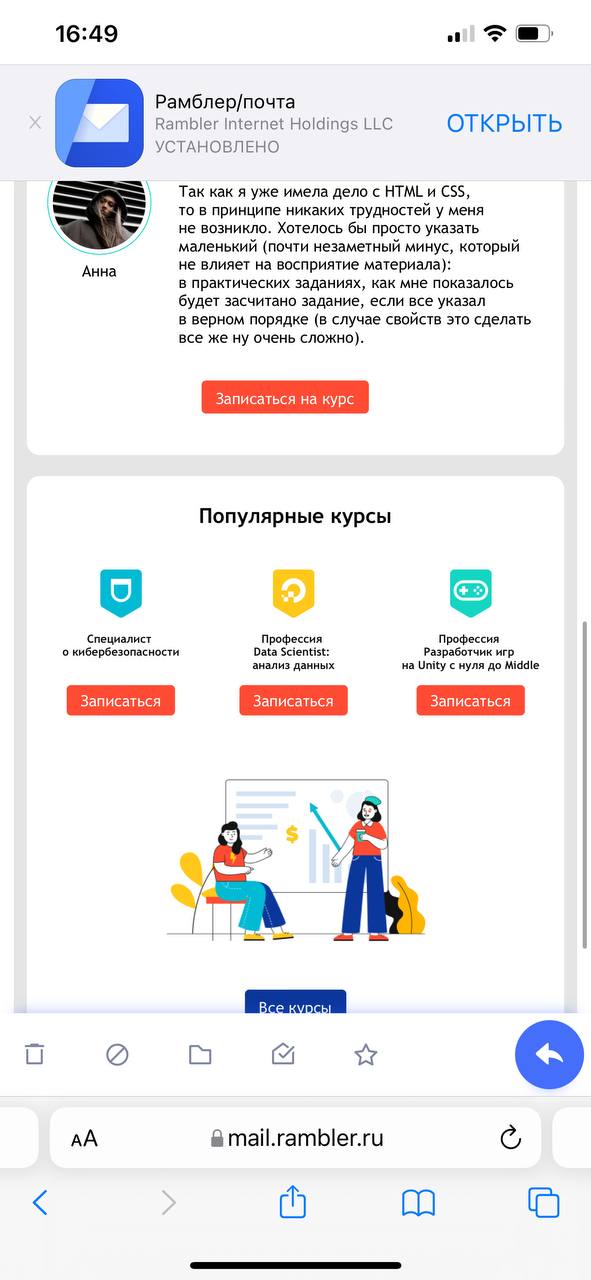 16:49
Рамблер/почта
Rambler Internet Holdings LLC
УСТАНОВЛЕНО
ОТКРЫТЬ
Так как я уже имела дело с HTML и CSS,
то в принципе никаких трудностей у меня
не возникло. Хотелось бы просто указать
маленький (почти незаметный минус, который
не влияет на восприятие материала):
в практических заданиях, как мне показалось
будет засчитано задание, если все указал
в верном порядке (в случае свойств это сделать
все же ну очень сложно).
Анна
Записаться на курс
Популярные курсы
Специалист
о кибербезопасности
Записаться
Профессия
Data Scientist:
анализ данных
Записаться
Профессия
Разработчик игр
на Unity с нуля до Middle
Записаться
$
Все курсы
AA
mail.rambler.ru